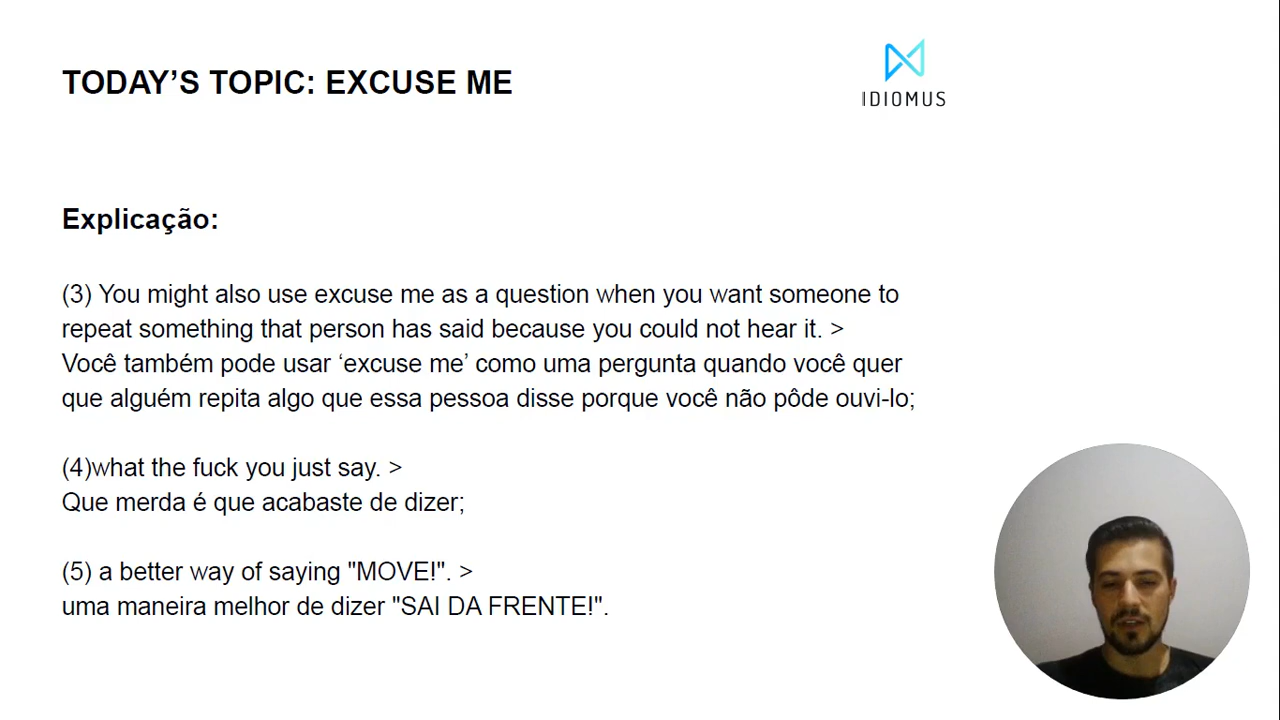 TODAY’S TOPIC: EXCUSE ME
IDIOMUS
Explicação:
(3) You might also use excuse me as a question when you want someone to
repeat something that person has said because you could not hear it. >
Você também pode usar ‘excuse me’ como uma pergunta quando você quer
que alguém repita algo que essa pessoa disse porque você não pôde ouvi-lo;
(4)what the fuck you just say. >
Que merda é que acabaste de dizer;
(5) a better way of saying "MOVE!". >
uma maneira melhor de dizer "SAI DA FRENTE!".